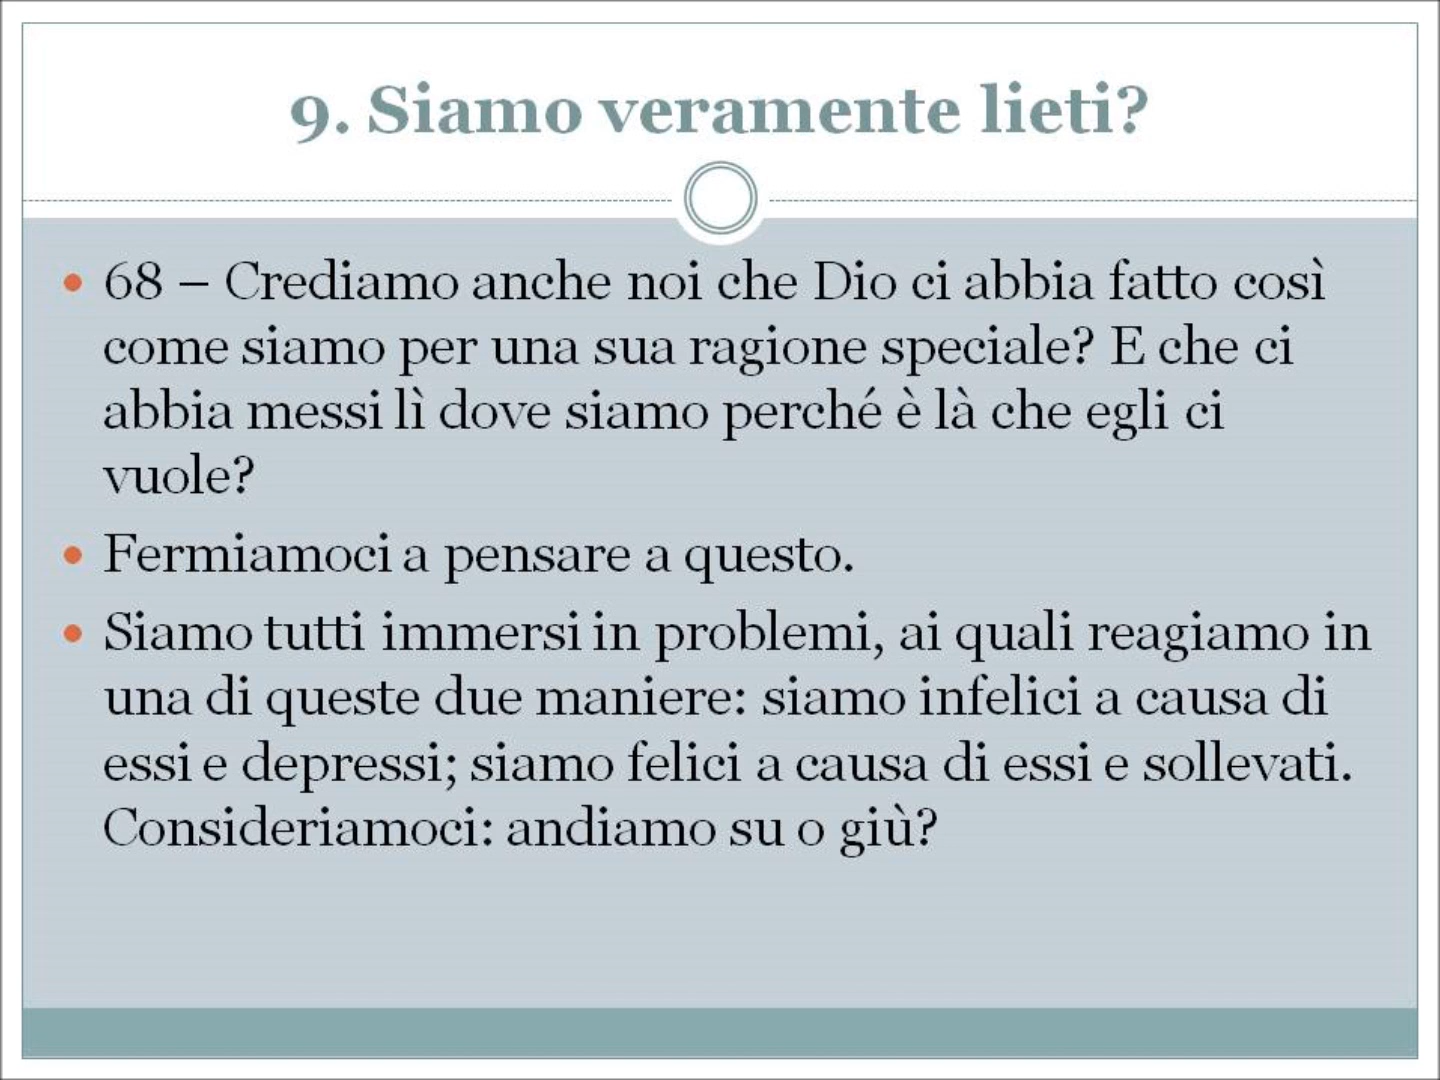 9. Siamo veramente lieti?
• 68 – Crediamo anche noi che Dio ci abbia fatto così
come siamo per una sua ragione speciale? E che ci
abbia messi lì dove siamo perché è là che egli ci
vuole?
• Fermiamoci a pensare a questo.
• Siamo tutti immersi in problemi, ai quali reagiamo in
una di queste due maniere: siamo infelici a causa di
essi e depressi; siamo felici a causa di essi e sollevati.
Consideriamoci: andiamo su o giù?